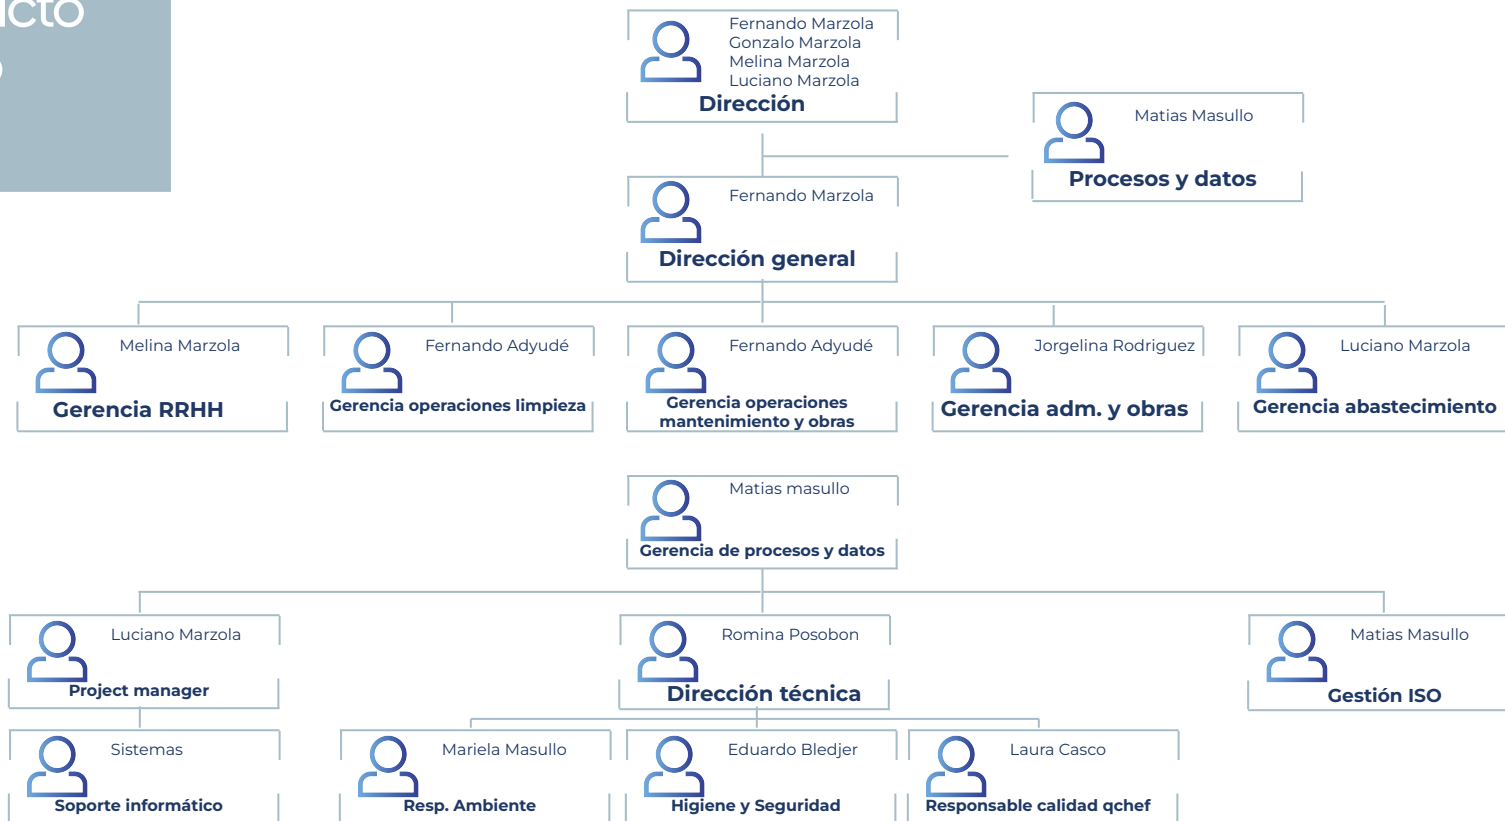 Fernando Marzola
Gonzalo Marzola
Melina Marzola
Luciano Marzola
Dirección
Matias Masullo
Procesos y datos
Fernando Marzola
Dirección general
Melina Marzola
Gerencia RRHH
Fernando Adyudé
Gerencia operaciones limpieza
Fernando Adyudé
Gerencia operaciones
mantenimiento y obras
Jorgelina Rodriguez
Gerencia adm. y obras
Luciano Marzola
Gerencia abastecimiento
Matias masullo
Gerencia de procesos y datos
Luciano Marzola
Project manager
Romina Posobon
Dirección técnica
Matias Masullo
Gestión ISO
Sistemas
Soporte informático
Mariela Masullo
Resp. Ambiente
Eduardo Bledjer
Higiene y Seguridad
Laura Casco
Responsable calidad qchef